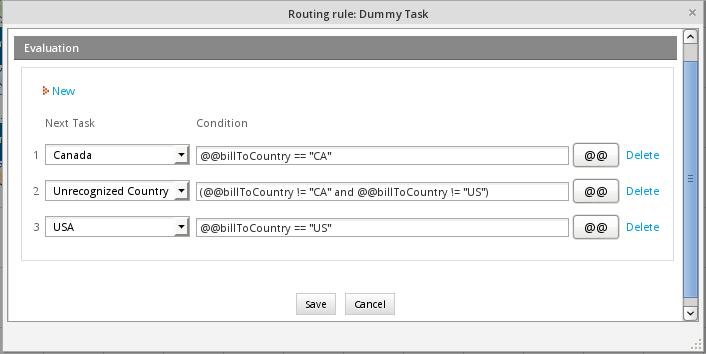 Routing rule: Dummy Task
Evaluation
New
Next Task Condition
1 Canada @@billToCountry == "CA" @@ Delete
2 Unrecognized Country (@@billToCountry != "CA" and @@billToCountry != "US") @@ Delete
3 USA @@billToCountry == "US" @@ Delete
Save Cancel